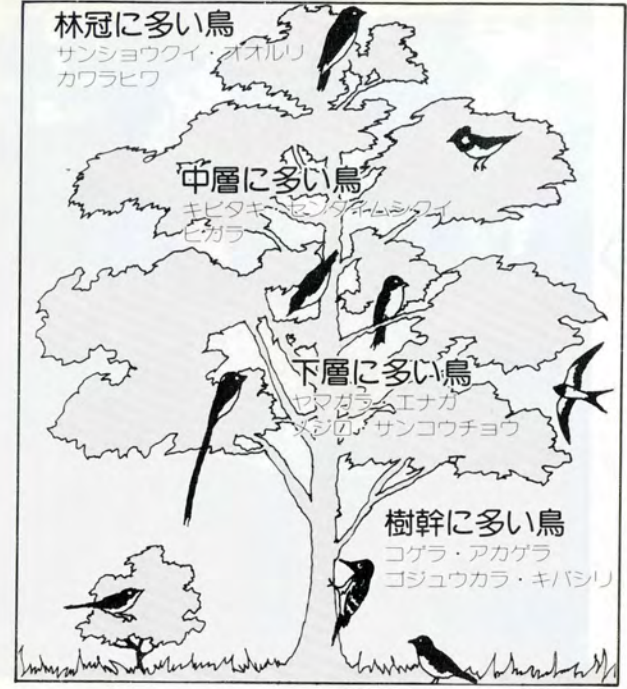 林冠に多い鳥
サンショウクイ・オオルリ
カワラヒワ
中層に多い鳥
キビタキ・センダイムシクイ
ヒガラ
下層に多い鳥
ヤマガラ・エナガ
メジロ・サンコウチョウ
樹幹に多い鳥
コゲラ・アカゲラ
ゴジュウカラ・キバシリ